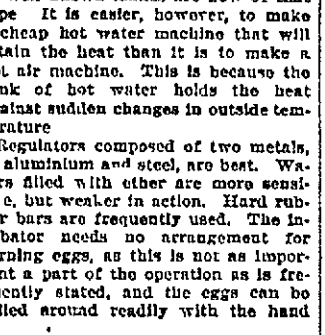 pe It is easier, however, to make
cheap hot water machine that will
tain the heat than it is to make a
t air machine. This is because the
nk of hot water holds the heat
ainst sudden changes in outside tem-
rature
Regulators composed of two metals,
aluminium and steel, are best. Wa-
rs filled with ether are more sensi-
e, but weaker in action. Hard rub-
r bars are frequently used. The in-
bator needs no arrangement for
rning eggs, as this is not as impor-
nt a part of the operation as is fre-
ently stated, and the eggs can be
lled around readily with the hand